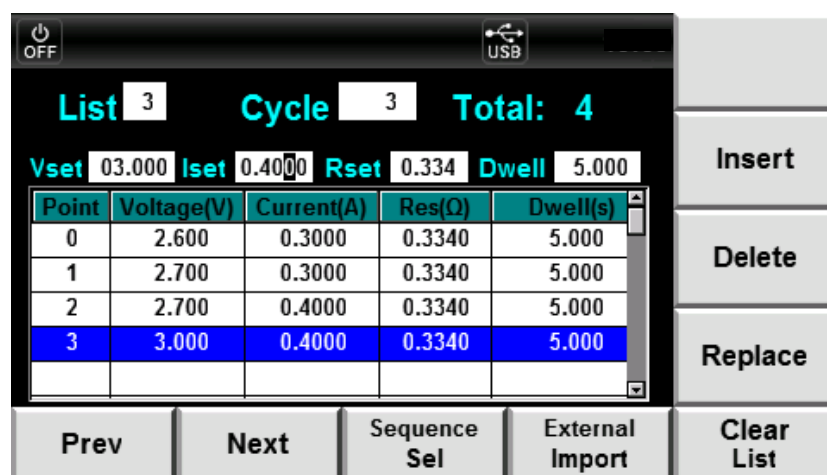 OFF USB
List 3 Cycle 3 Total: 4
Vset 03.000 Iset 0.4000 Rset 0.334 Dwell 5.000
Point Voltage(V) Current(A) Res(Ω) Dwell(s)
0 2.600 0.3000 0.3340 5.000
1 2.700 0.3000 0.3340 5.000
2 2.700 0.4000 0.3340 5.000
3 3.000 0.4000 0.3340 5.000
Insert
Delete
Replace
Prev
Next
Sequence
Sel
External
Import
Clear
List